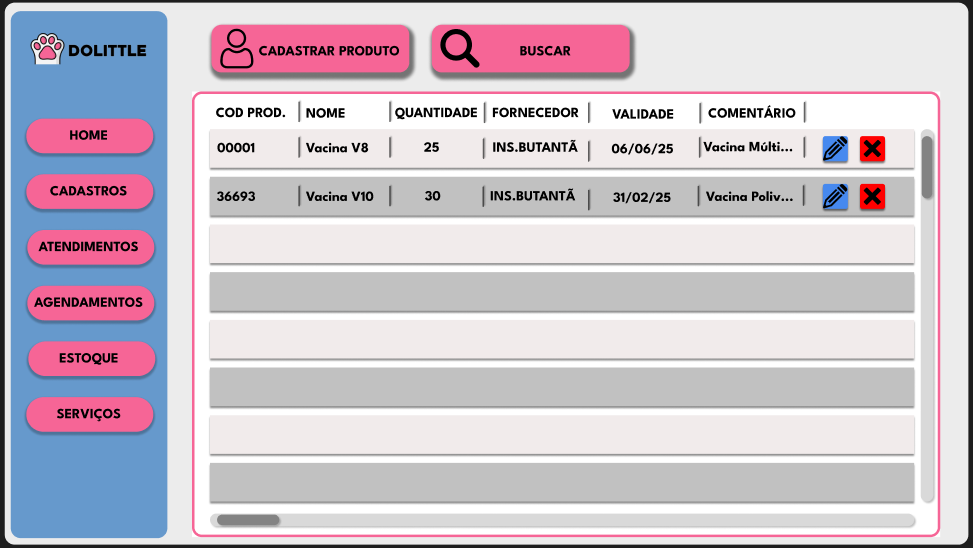 DOLITTLE
HOME
CADASTROS
ATENDIMENTOS
AGENDAMENTOS
ESTOQUE
SERVIÇOS
CADASTRAR PRODUTO BUSCAR
COD PROD. NOME QUANTIDADE FORNECEDOR VALIDADE COMENTÁRIO
00001 Vacina V8 25 INS.BUTANTÃ 06/06/25 Vacina Múlti...
36693 Vacina V10 30 INS.BUTANTÃ 31/02/25 Vacina Poliv...